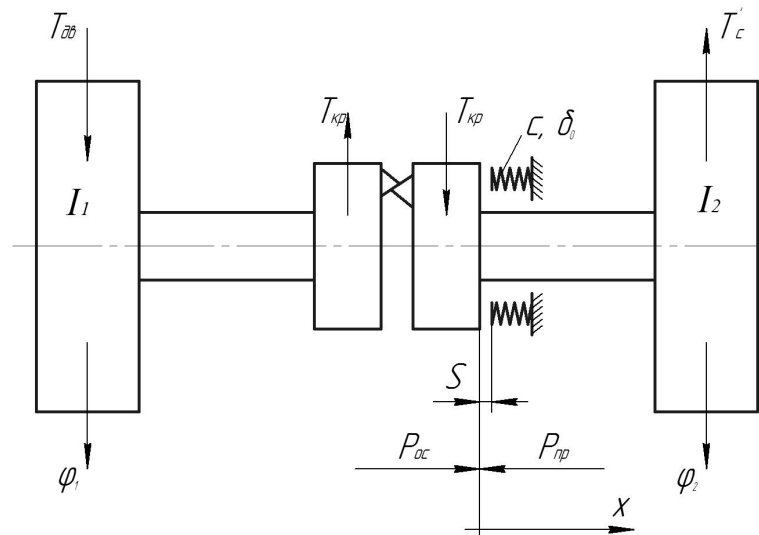 Tдв
T'с
Tкр
Tкр
c, δ₀
I₁
I₂
S
Pос
Pпр
φ₁
φ₂
x